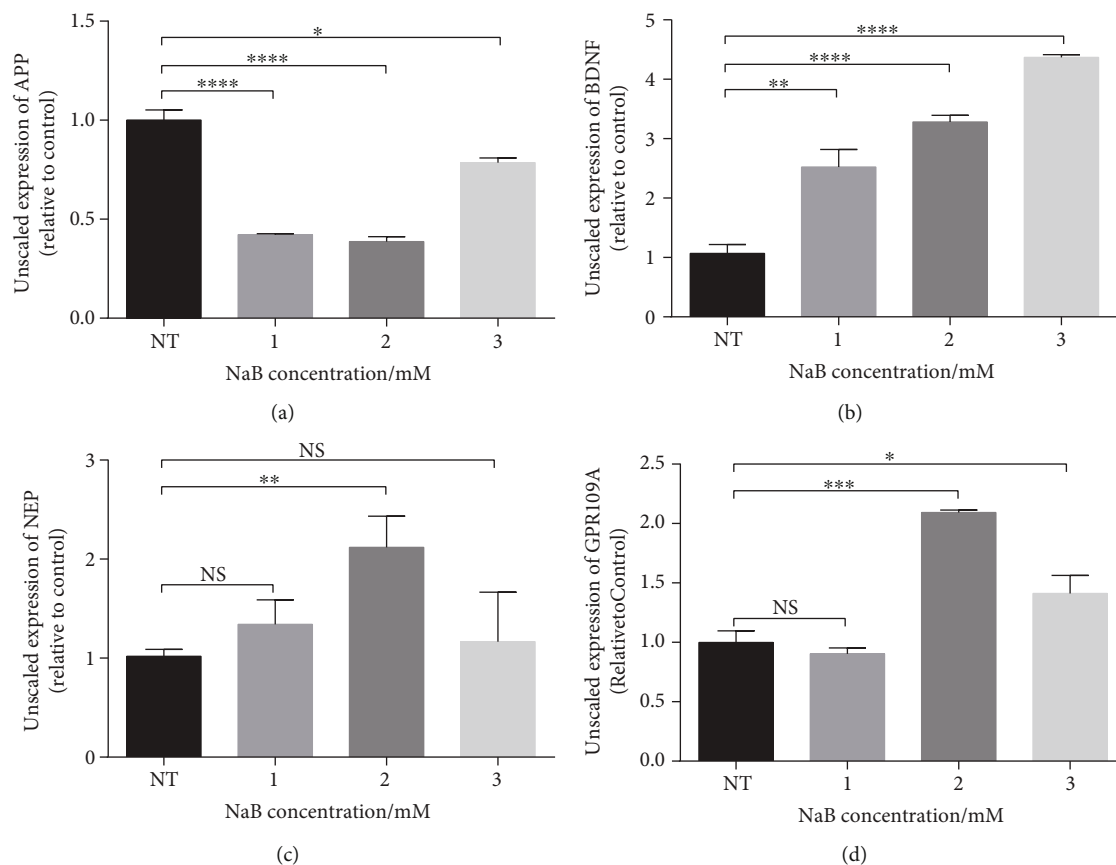 Unscaled expression of APP
(relative to control)
1.5
1.0
0.5
0.0
*
****
****
NT
1
2
3
NaB concentration/mM
(a)
Unscaled expression of BDNF
(relative to control)
5
4
3
2
1
0
****
****
**
NT
1
2
3
NaB concentration/mM
(b)
Unscaled expression of NEP
(relative to control)
3
2
1
0
NS
**
NS
NT
1
2
3
NaB concentration/mM
(c)
Unscaled expression of GPR109A
(RelativetoControl)
2.5
2.0
1.5
1.0
0.5
0.0
*
***
NS
NT
1
2
3
NaB concentration/mM
(d)